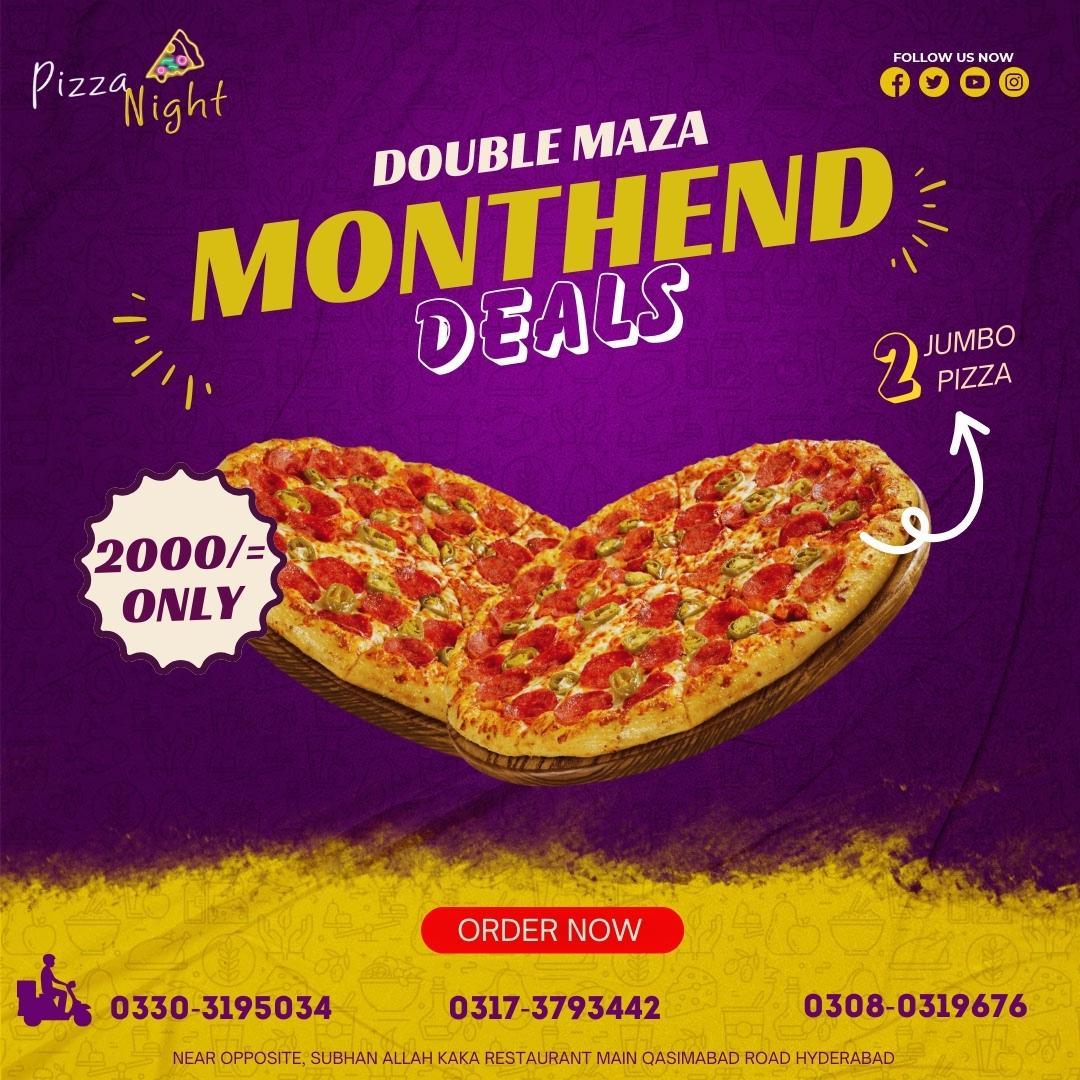 Pizza
Night
FOLLOW US NOW
DOUBLE MAZA
MONTHEND
DEALS
2 JUMBO
PIZZA
2000/=
ONLY
ORDER NOW
0330-3195034 0317-3793442 0308-0319676
NEAR OPPOSITE, SUBHAN ALLAH KAKA RESTAURANT MAIN QASIMABAD ROAD HYDERABAD